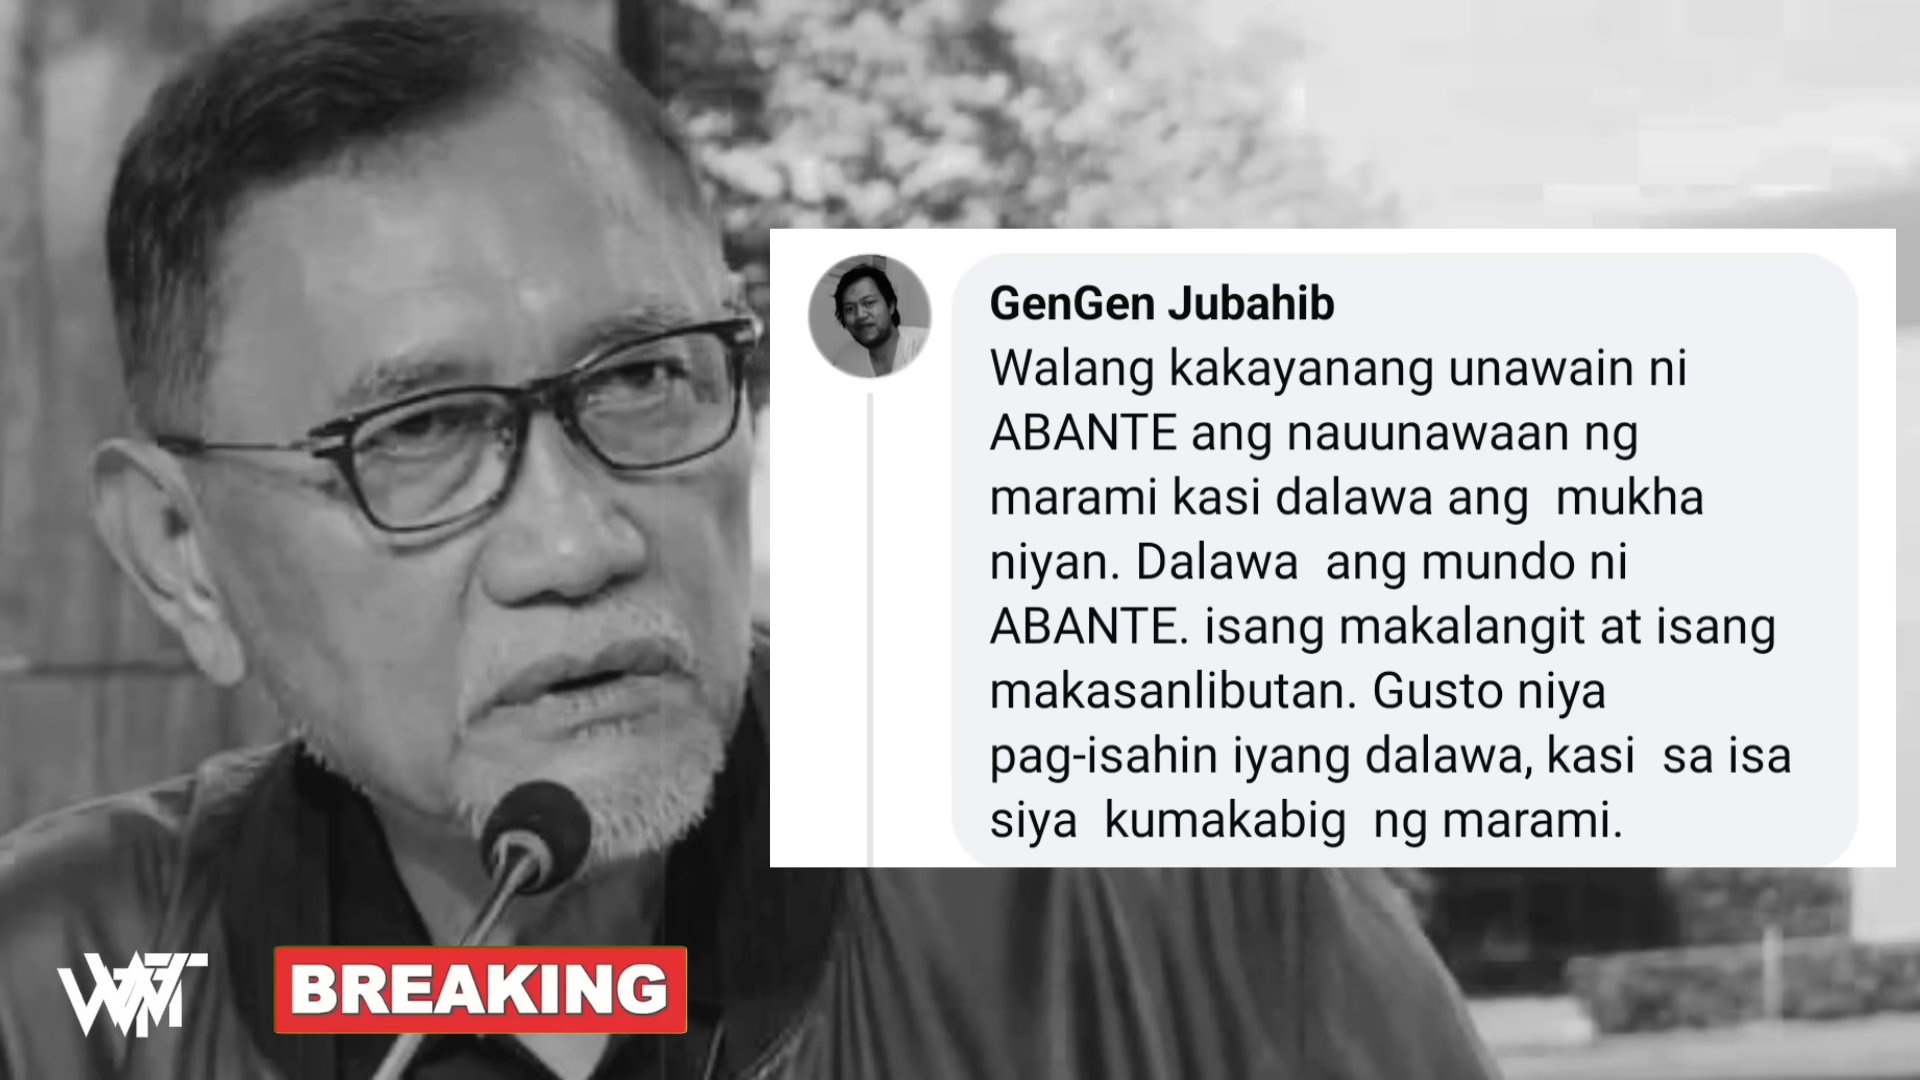 GenGen Jubahib
Walang kakayanang unawain ni
ABANTE ang nauunawaan ng
marami kasi dalawa ang  mukha
niyan. Dalawa  ang mundo ni
ABANTE. isang makalangit at isang
makasanlibutan. Gusto niya
pag-isahin iyang dalawa, kasi  sa isa
siya  kumakabig  ng marami.
BREAKING